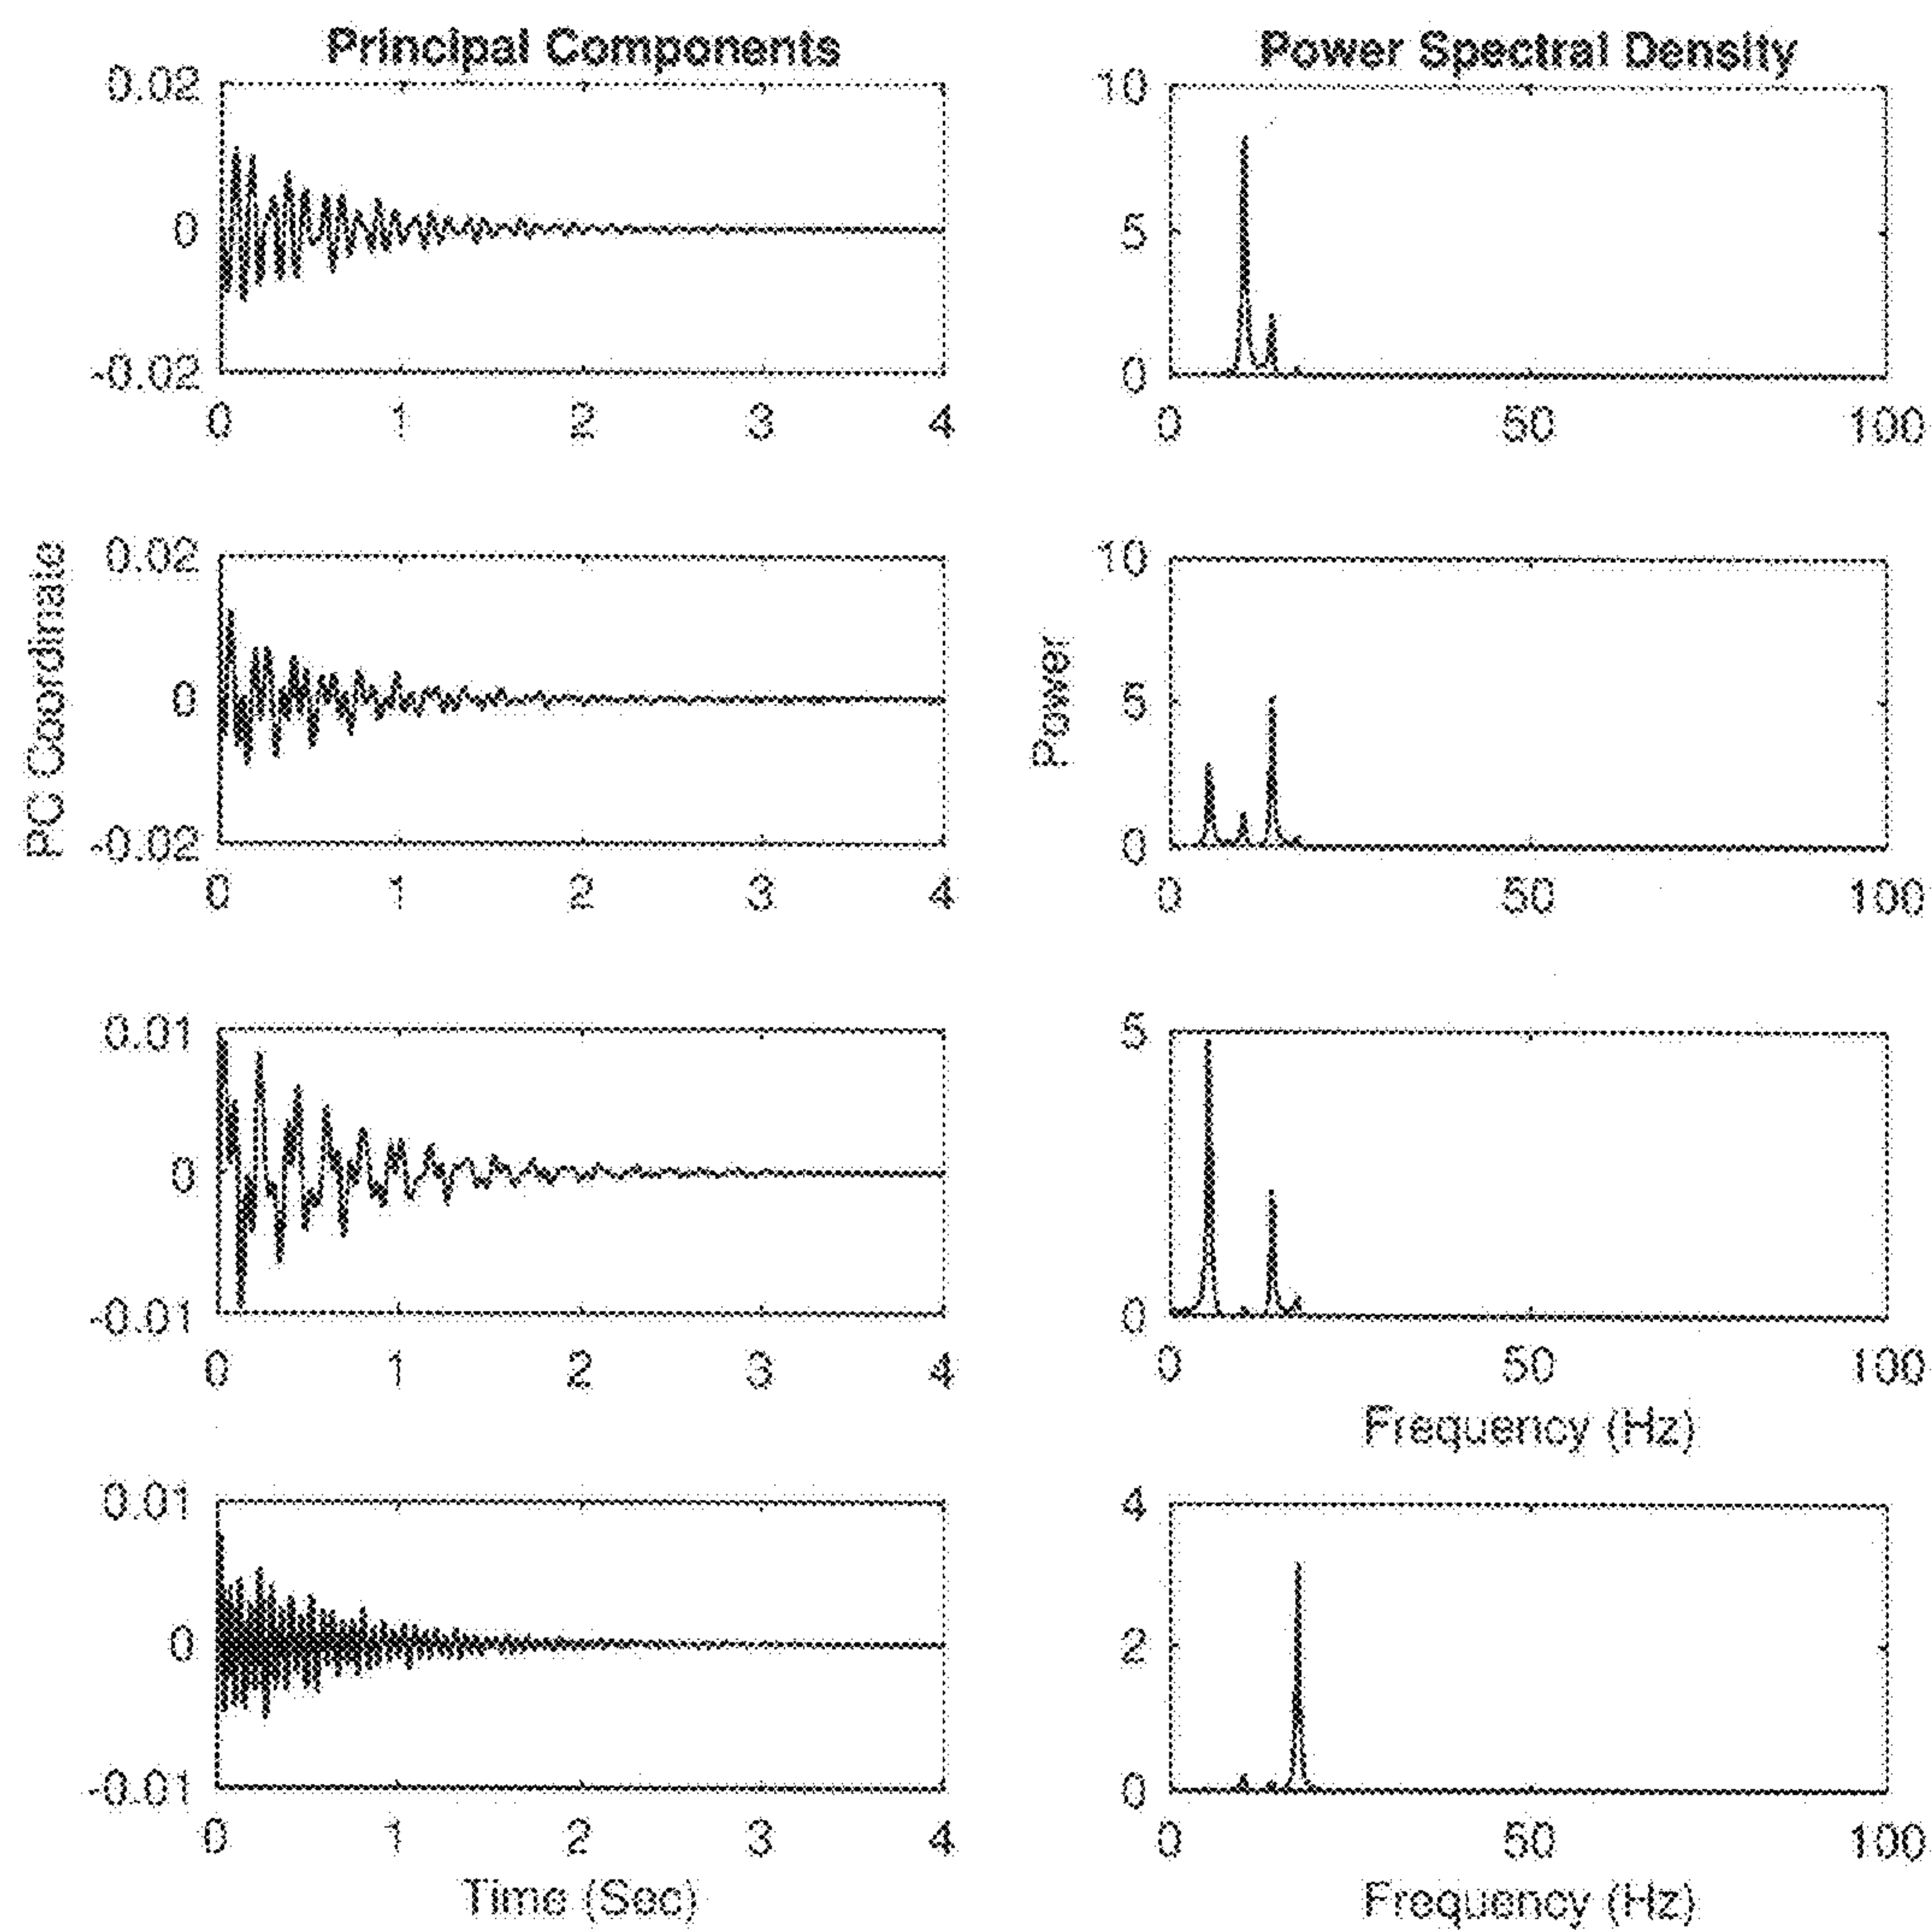 Principal Components
Power Spectral Density
0.02
0
-0.02
0 1 2 3 4
10
5
0
0 50 100
PC Coordinate
0.02
0
-0.02
0 1 2 3 4
Power
10
5
0
0 50 100
0.01
0
-0.01
0 1 2 3 4
5
0
0 50 100
Frequency (Hz)
0.01
0
-0.01
0 1 2 3 4
Time (Sec)
4
2
0
0 50 100
Frequency (Hz)